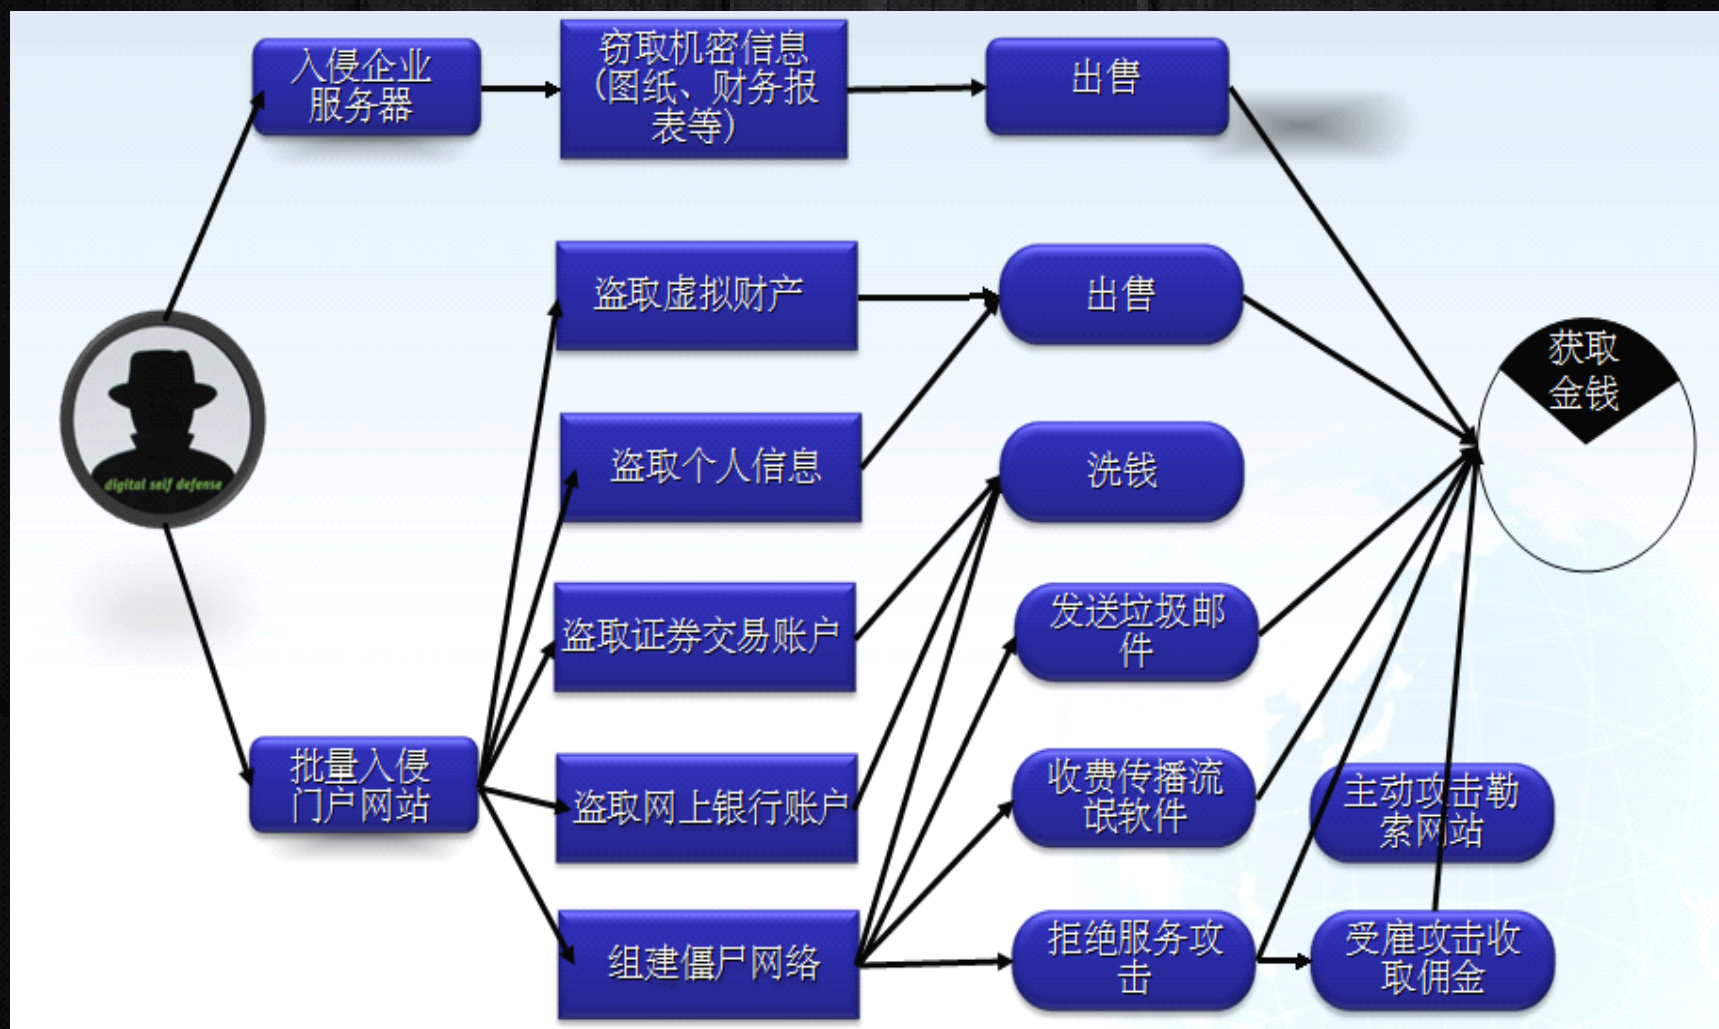 入侵企业
服务器
窃取机密信息
(图纸、财务报
表等)
出售
盗取虚拟财产
出售
获取
金钱
盗取个人信息
洗钱
digital self defense
盗取证券交易账户
发送垃圾邮
件
批量入侵
门户网站
盗取网上银行账户
收费传播流
氓软件
主动攻击勒
索网站
组建僵尸网络
拒绝服务攻
击
受雇攻击收
取佣金